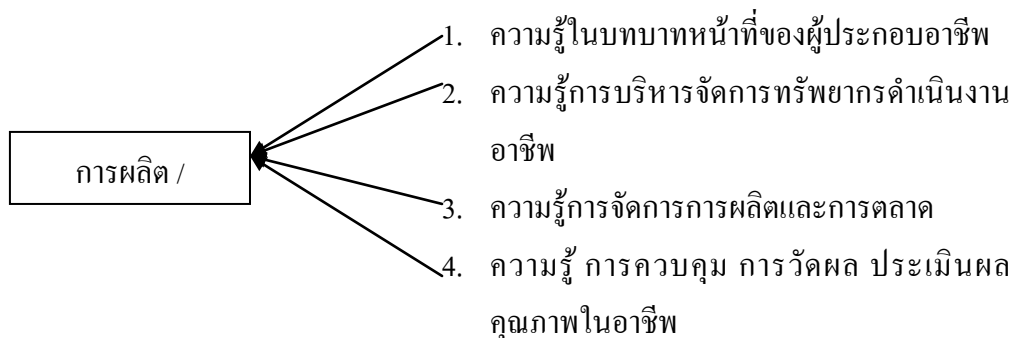 1. ความรู้ในบทบาทหน้าที่ของผู้ประกอบอาชีพ
2. ความรู้การบริหารจัดการทรัพยากรดำเนินงาน
อาชีพ
การผลิต /
3. ความรู้การจัดการการผลิตและการตลาด
4. ความรู้ การควบคุม การวัดผล ประเมินผล
คุณภาพในอาชีพ